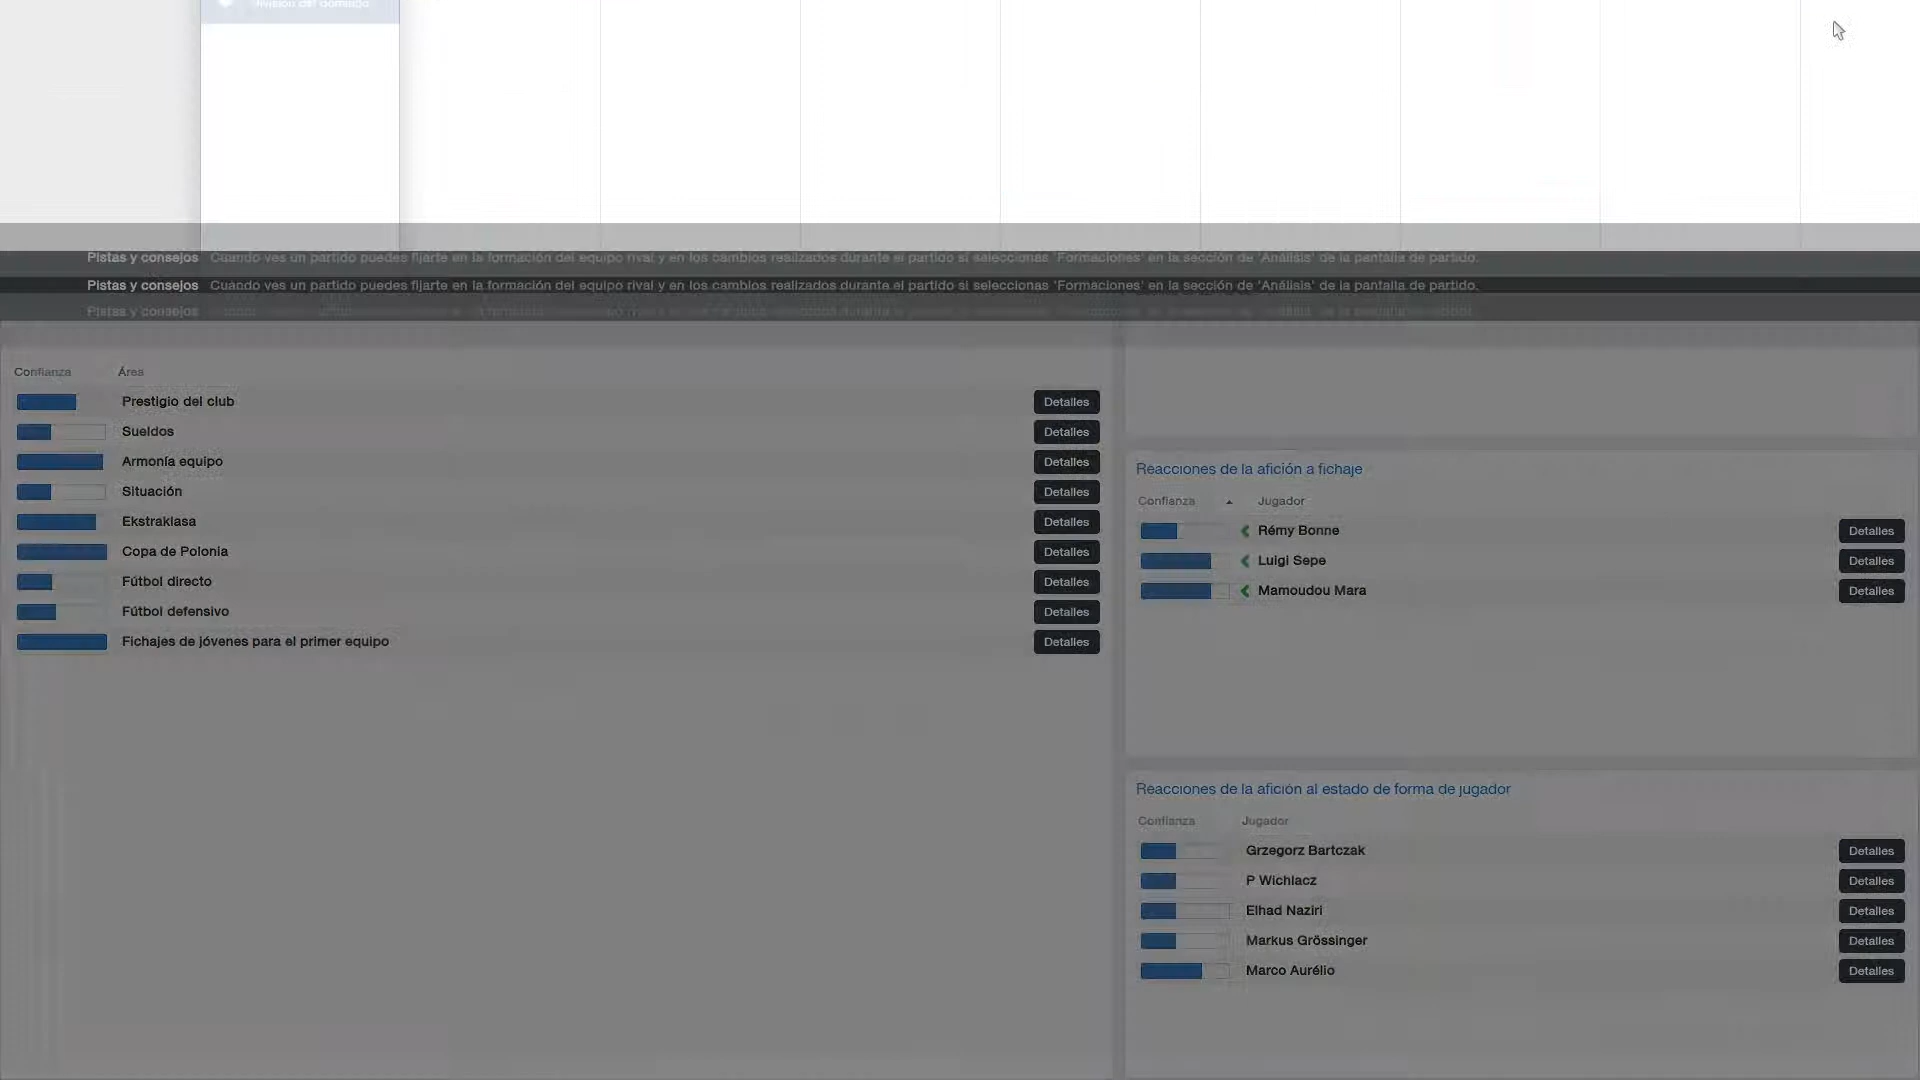 división del domingo
Pistas y consejos Cuando ves un partido puedes fijarte en la formación del equipo rival y en los cambios realizados durante el partido si seleccionas 'Formaciones' en la sección de 'Análisis' de la pantalla de partido.
Pistas y consejos Cuando ves un partido puedes fijarte en la formación del equipo rival y en los cambios realizados durante el partido si seleccionas 'Formaciones' en la sección de 'Análisis' de la pantalla de partido.
Pistas y consejos
Confianza Área
Prestigio del club Detalles
Sueldos Detalles
Armonía equipo Detalles
Situación Detalles
Ekstraklasa Detalles
Copa de Polonia Detalles
Fútbol directo Detalles
Fútbol defensivo Detalles
Fichajes de jóvenes para el primer equipo Detalles
Reacciones de la afición a fichaje
Confianza Jugador
Rémy Bonne Detalles
Luigi Sepe Detalles
Mamoudou Mara Detalles
Reacciones de la afición al estado de forma de jugador
Confianza Jugador
Grzegorz Bartczak Detalles
P Wichlacz Detalles
Elhad Naziri Detalles
Markus Grössinger Detalles
Marco Aurélio Detalles